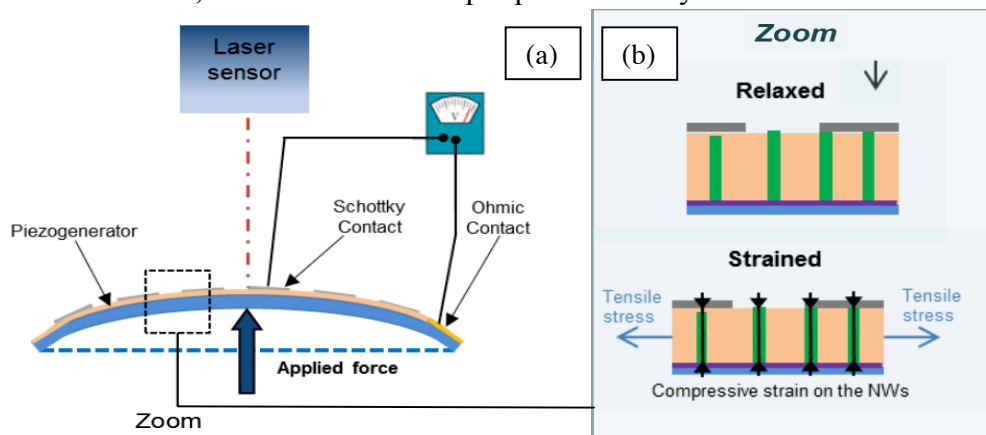 Laser
sensor
(a)
V
Piezogenerator
Schottky
Contact
Ohmic
Contact
Applied force
Zoom
(b)
Zoom
Relaxed
Strained
Tensile
stress
Tensile
stress
Compressive strain on the NWs